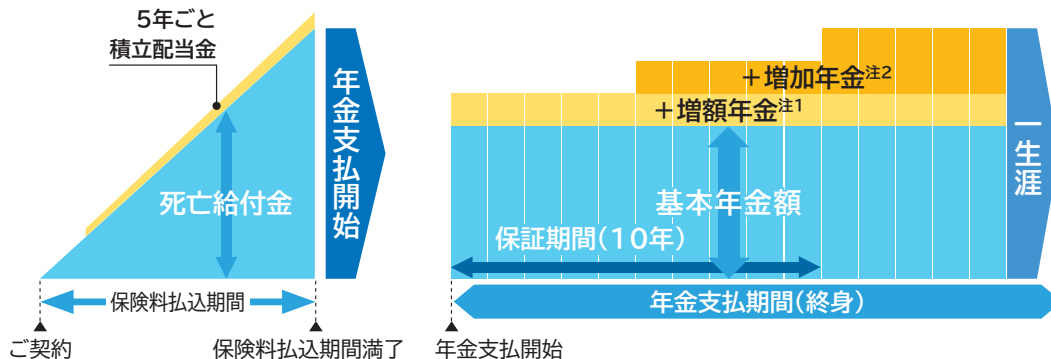 5年ごと
積立配当金
死亡給付金
年金支払開始
保険料払込期間
ご契約
保険料払込期間満了
＋増加年金注2
＋増額年金注1
基本年金額
保証期間（10年）
一生涯
年金支払期間（終身）
年金支払開始